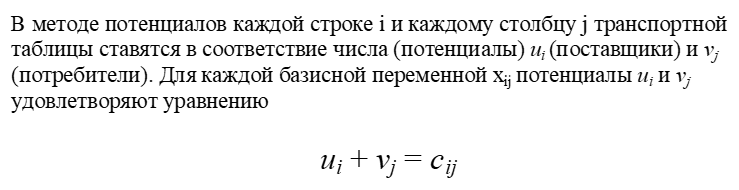 В методе потенциалов каждой строке i и каждому столбцу j транспортной
таблицы ставятся в соответствие числа (потенциалы) uᵢ (поставщики) и vⱼ
(потребители). Для каждой базисной переменной xᵢⱼ потенциалы uᵢ и vⱼ
удовлетворяют уравнению
uᵢ + vⱼ = cᵢⱼ